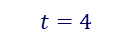 t = 4